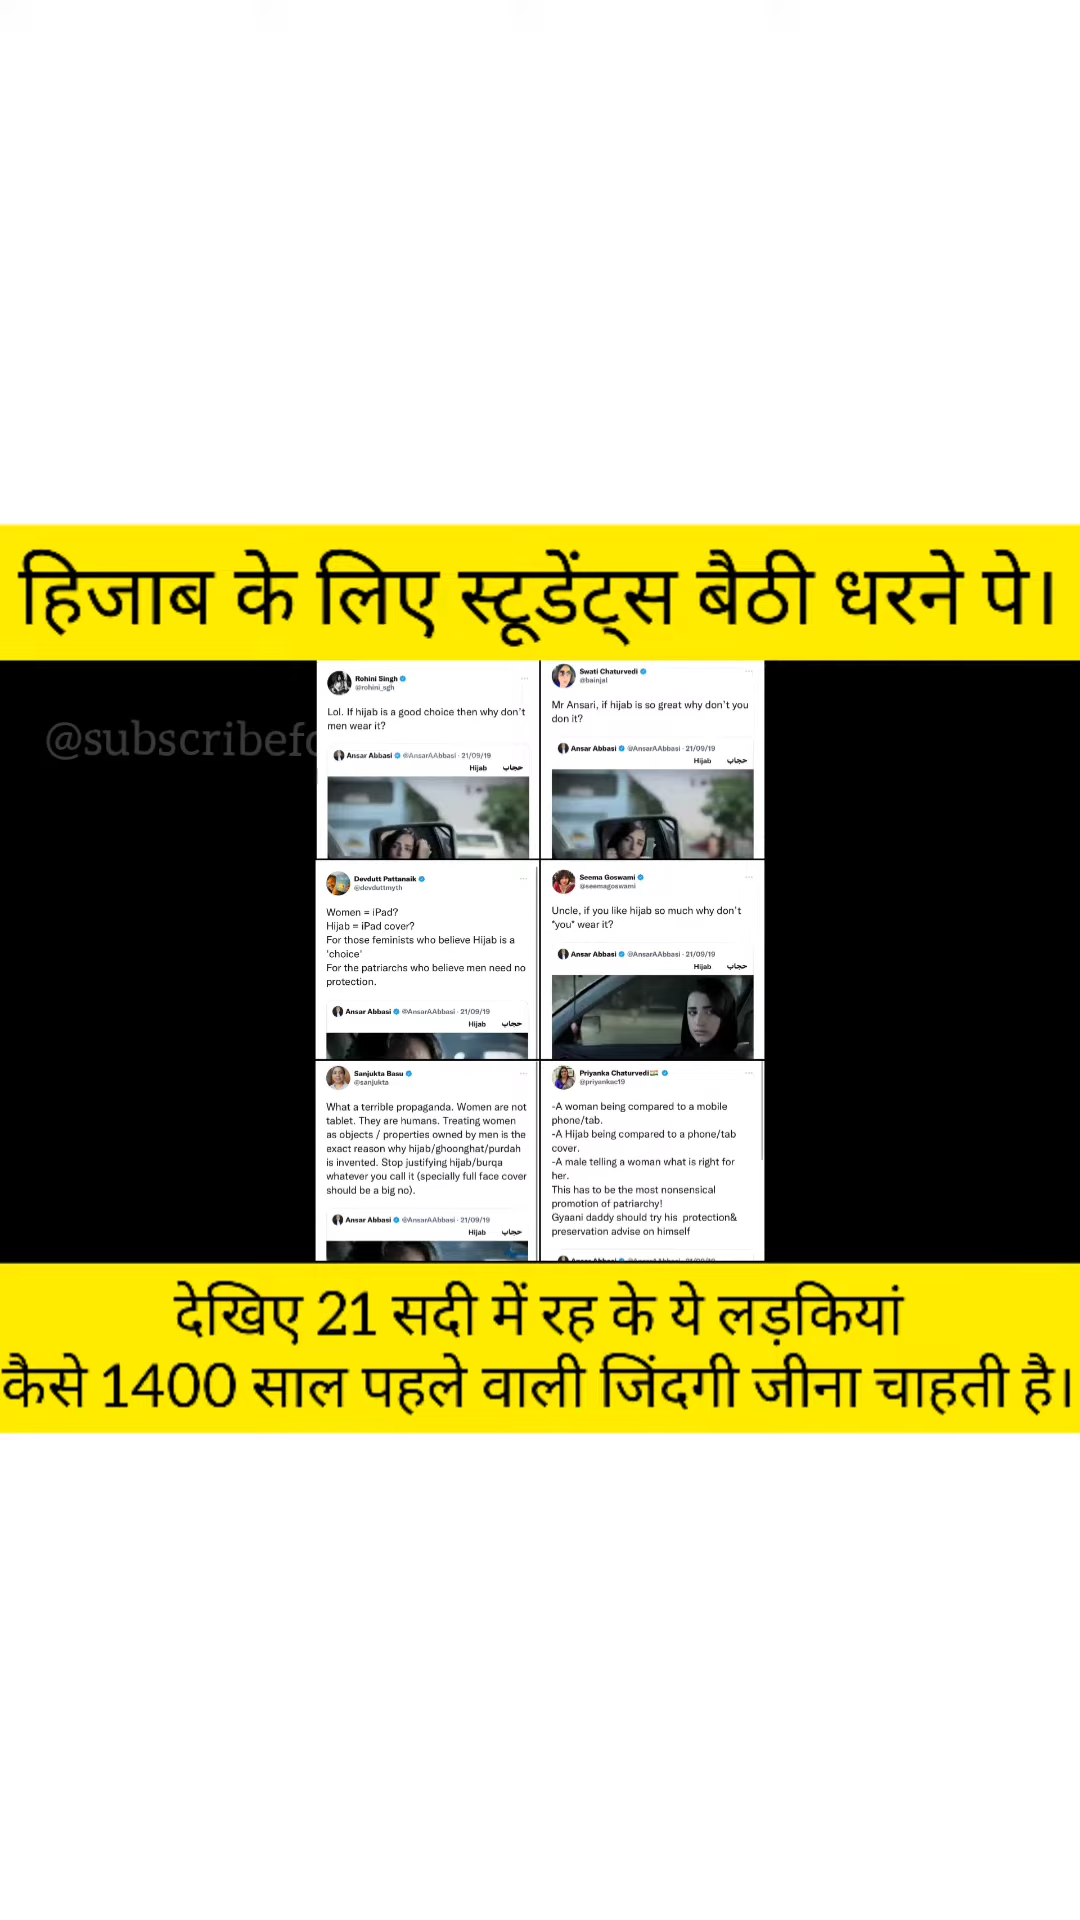 हिजाब के लिए स्टूडेंट्स बैठी धरने पे।
@subscribefo
Rohini Singh
@rohini_sgh
Lol. If hijab is a good choice then why don't
men wear it?
Ansar Abbasi @AnsarAAbbasi · 21/09/19
Hijab حجاب
Swati Chaturvedi
@bainjal
Mr Ansari, if hijab is so great why don't you
don it?
Ansar Abbasi @AnsarAAbbasi · 21/09/19
Hijab حجاب
Devdutt Pattanaik
@devduttmyth
Women = iPad?
Hijab = iPad cover?
For those feminists who believe Hijab is a
'choice'
For the patriarchs who believe men need no
protection.
Ansar Abbasi @AnsarAAbbasi · 21/09/19
Hijab حجاب
Seema Goswami
@seemagoswami
Uncle, if you like hijab so much why don't
*you* wear it?
Ansar Abbasi @AnsarAAbbasi · 21/09/19
Hijab حجاب
Sanjukta Basu
@sanjukta
What a terrible propaganda. Women are not
tablet. They are humans. Treating women
as objects / properties owned by men is the
exact reason why hijab/ghoonghat/purdah
is invented. Stop justifying hijab/burqa
whatever you call it (specially full face cover
should be a big no).
Ansar Abbasi @AnsarAAbbasi · 21/09/19
Hijab حجاب
Priyanka Chaturvedi
@priyankac19
-A woman being compared to a mobile
phone/tab.
-A Hijab being compared to a phone/tab
cover.
-A male telling a woman what is right for
her.
This has to be the most nonsensical
promotion of patriarchy!
Gyaani daddy should try his protection&
preservation advise on himself
देखिए 21 सदी में रह के ये लड़कियां
कैसे 1400 साल पहले वाली जिंदगी जीना चाहती है।